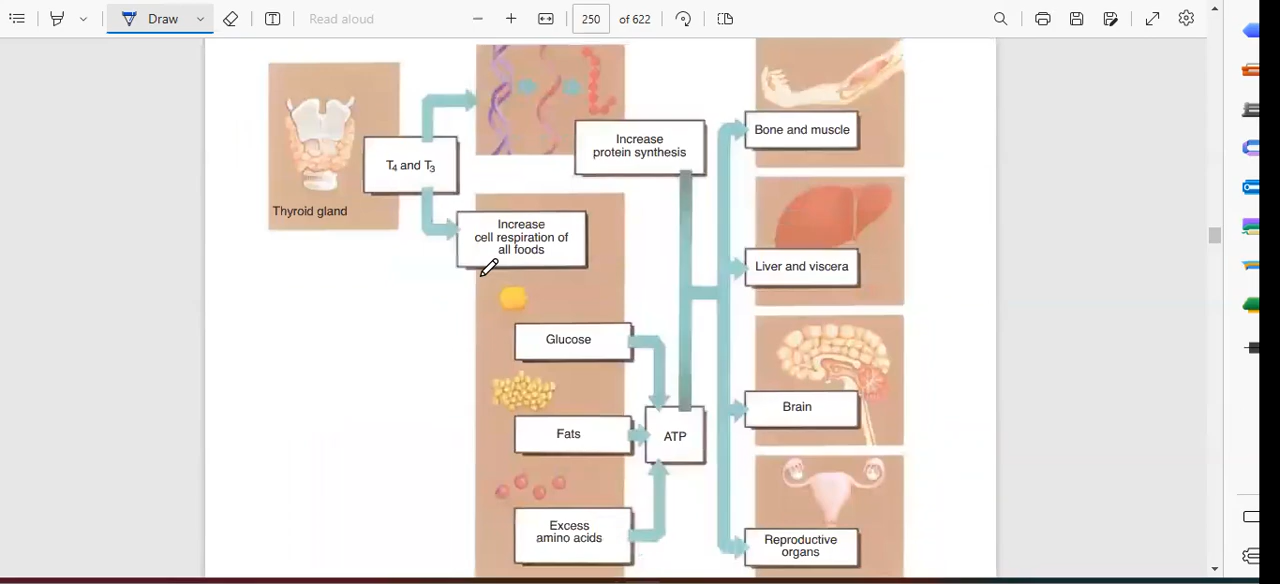 Draw
Read aloud
250 of 622
Thyroid gland
T₄ and T₃
Increase
protein synthesis
Increase
cell respiration of
all foods
Glucose
Fats
Excess
amino acids
ATP
Bone and muscle
Liver and viscera
Brain
Reproductive
organs